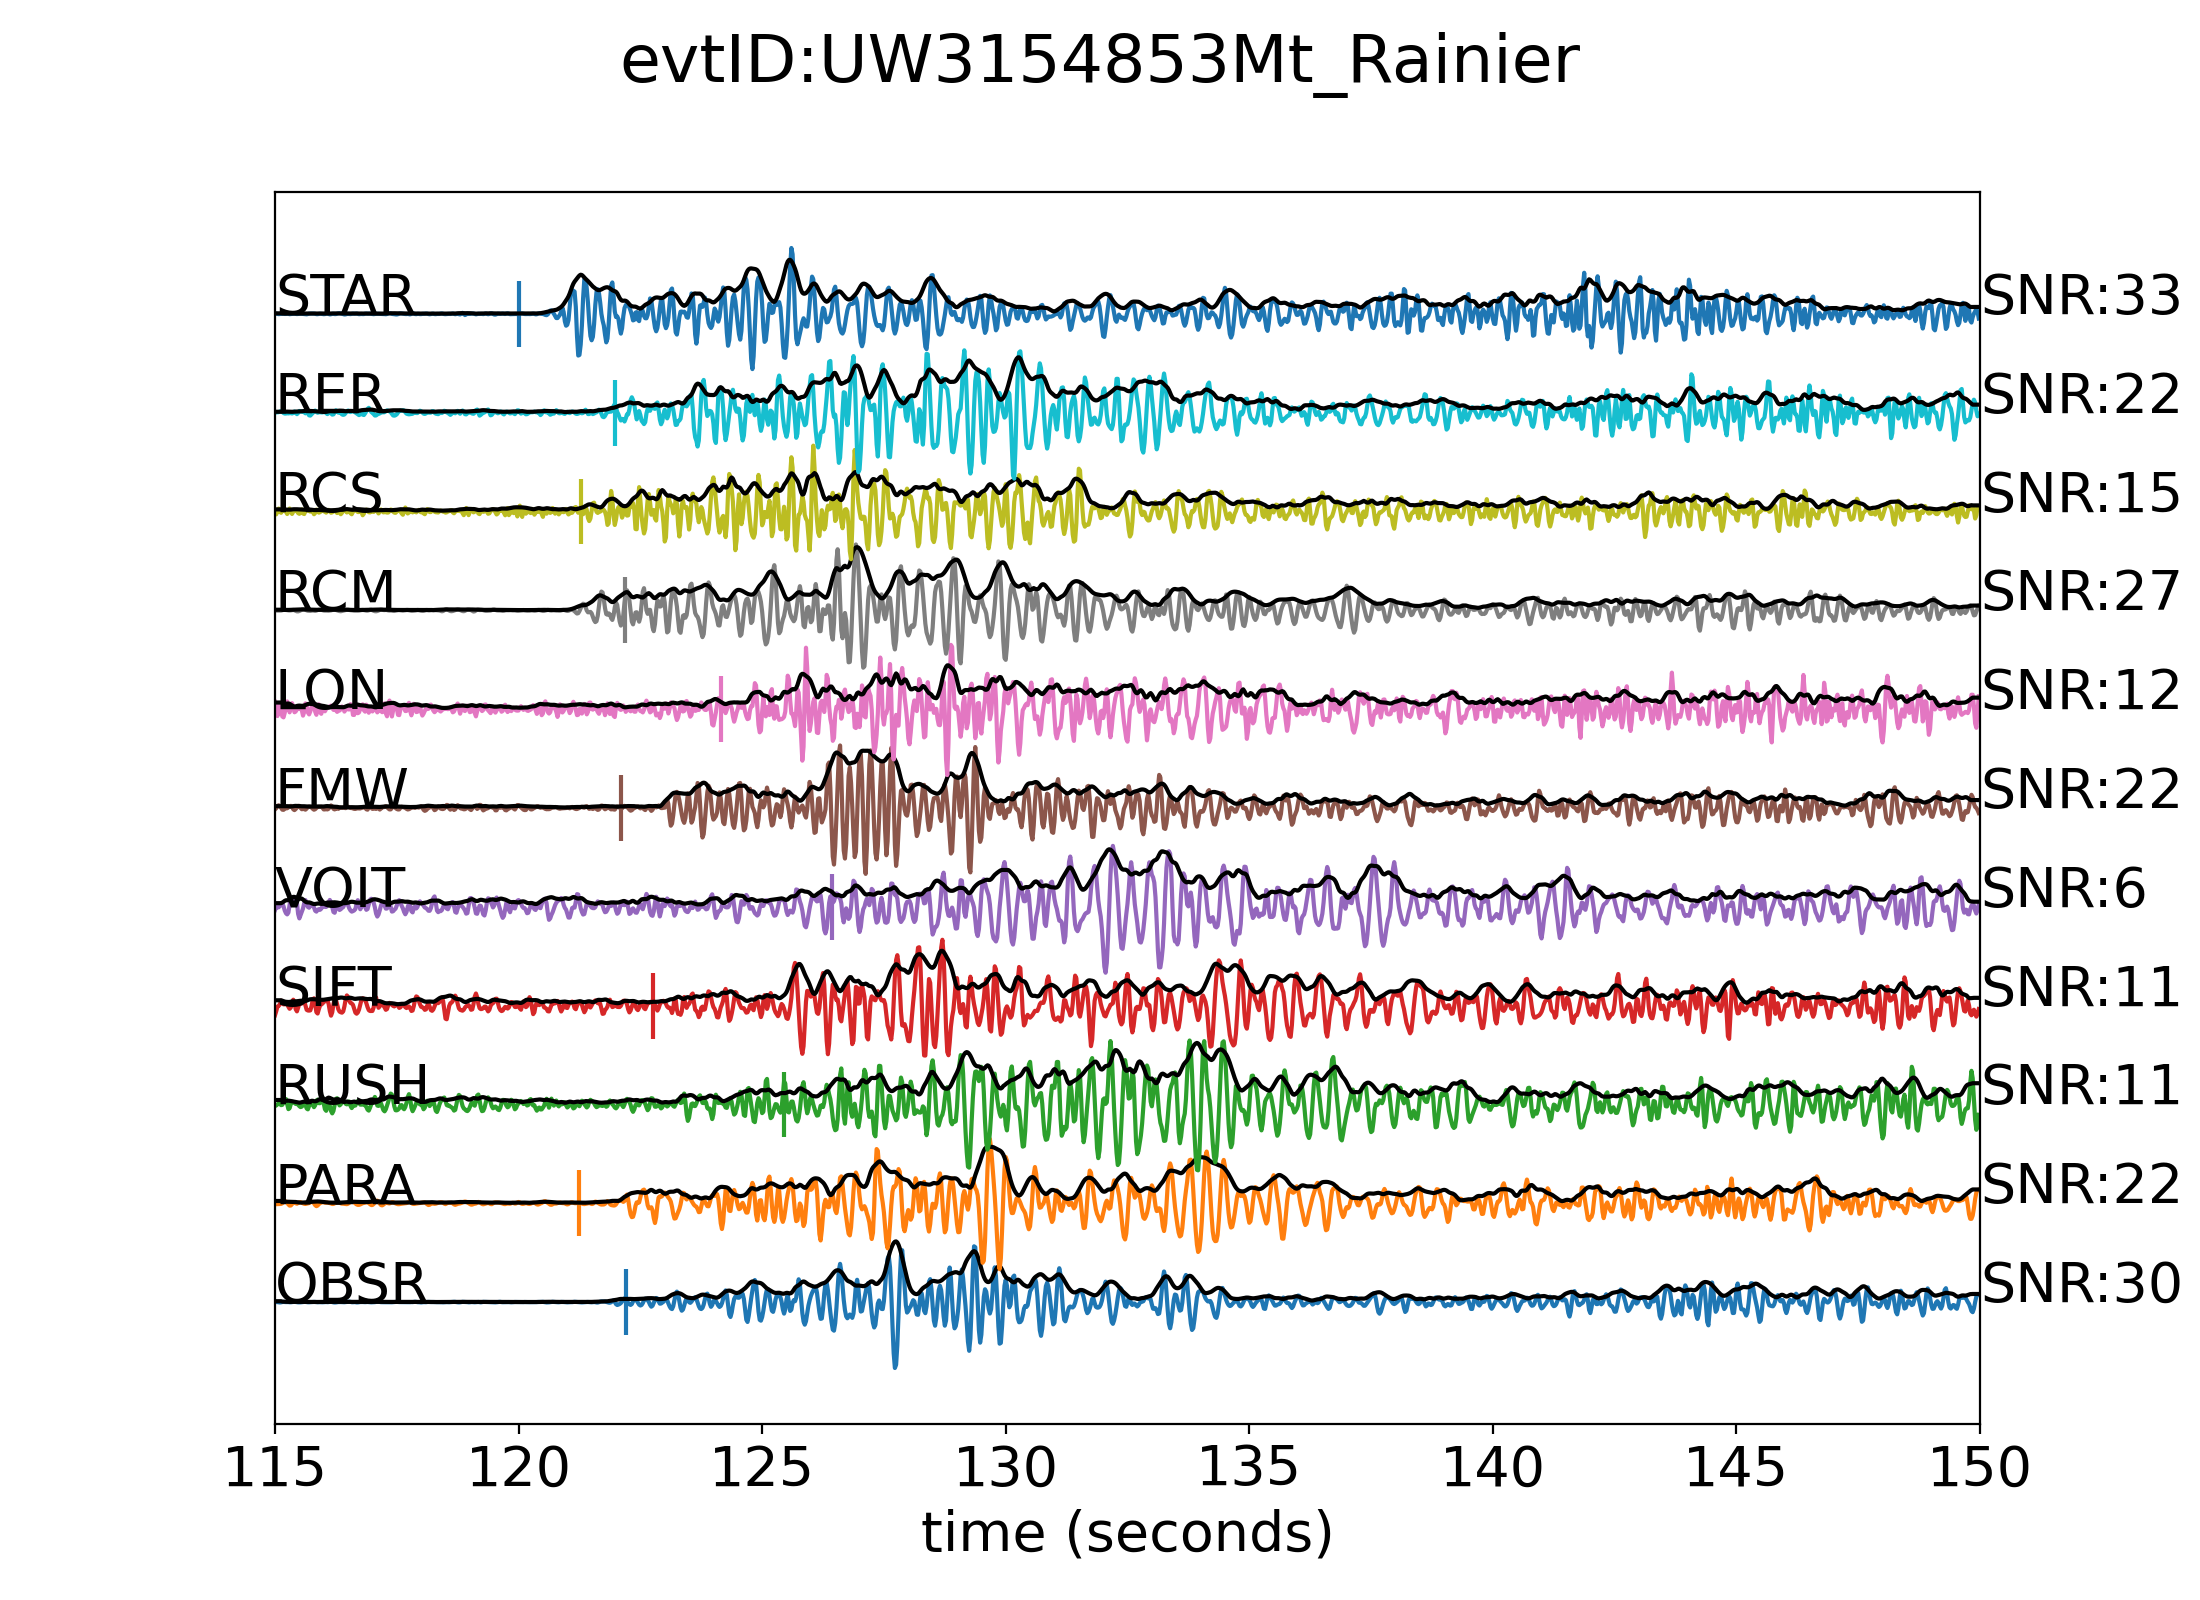 evtID:UW3154853Mt_Rainier
STAR SNR:33
RER SNR:22
RCS SNR:15
RCM SNR:27
LON SNR:12
FMW SNR:22
VOIT SNR:6
SIFT SNR:11
RUSH SNR:11
PARA SNR:22
OBSR SNR:30
115 120 125 130 135 140 145 150
time (seconds)